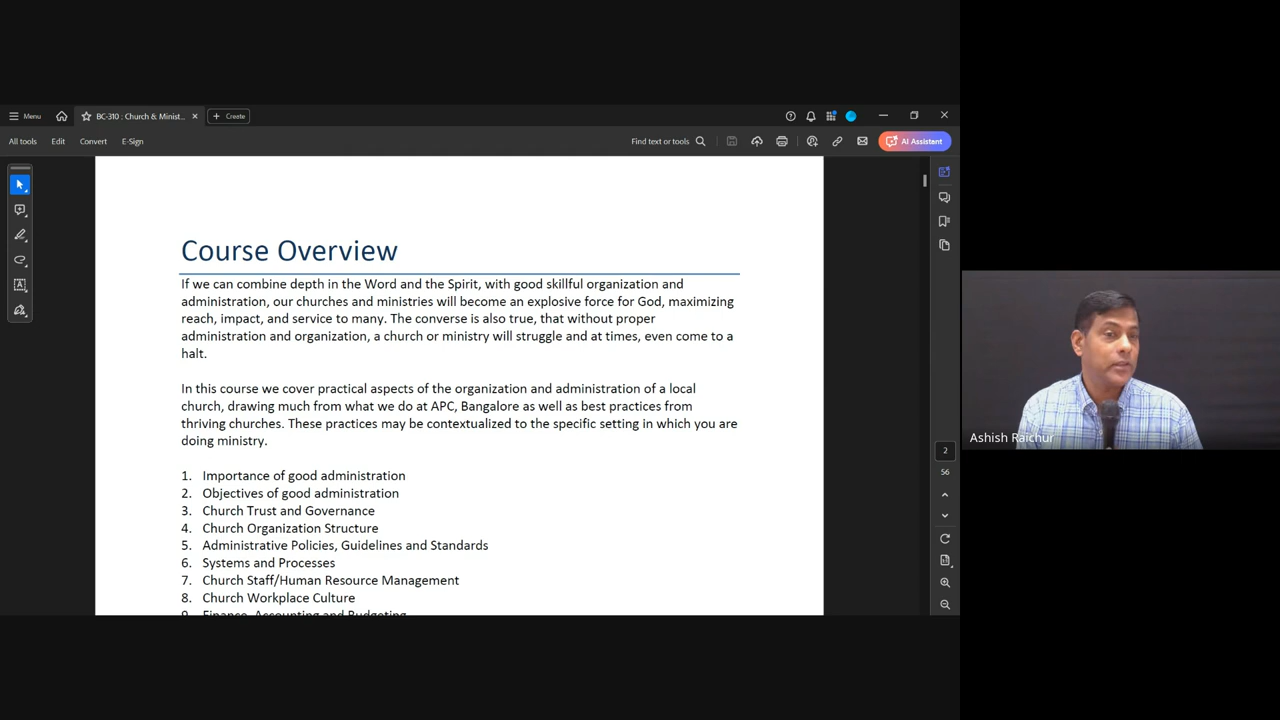 Menu
BC-310 : Church & Minist...
Create
All tools
Edit
Convert
E-Sign
Find text or tools
AI Assistant
Course Overview
If we can combine depth in the Word and the Spirit, with good skillful organization and
administration, our churches and ministries will become an explosive force for God, maximizing
reach, impact, and service to many. The converse is also true, that without proper
administration and organization, a church or ministry will struggle and at times, even come to a
halt.
In this course we cover practical aspects of the organization and administration of a local
church, drawing much from what we do at APC, Bangalore as well as best practices from
thriving churches. These practices may be contextualized to the specific setting in which you are
doing ministry.
1. Importance of good administration
2. Objectives of good administration
3. Church Trust and Governance
4. Church Organization Structure
5. Administrative Policies, Guidelines and Standards
6. Systems and Processes
7. Church Staff/Human Resource Management
8. Church Workplace Culture
9. Finance, Accounting and Budgeting
2
56
Ashish Raichur